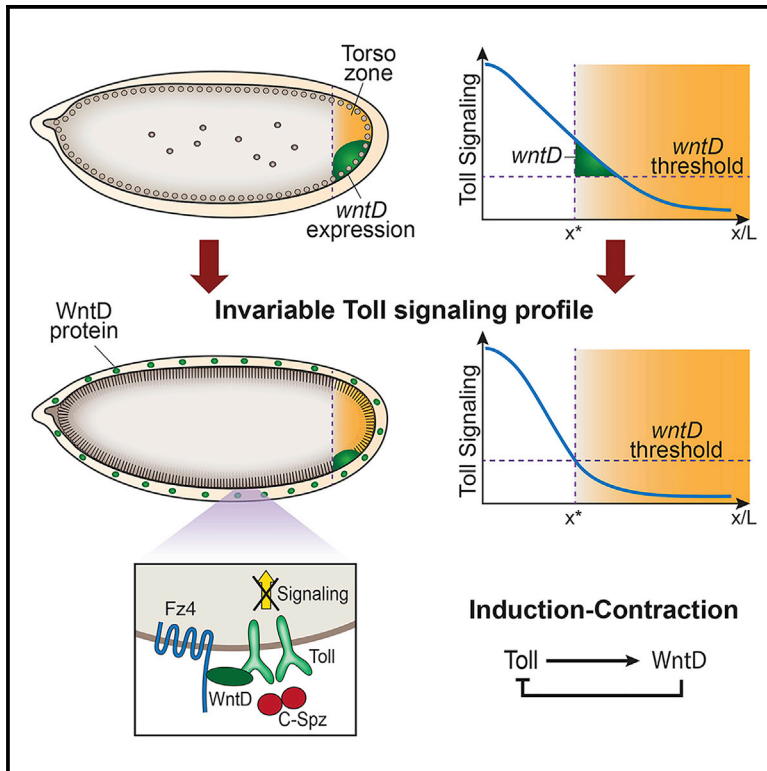 Torso
zone
wntD
expression
Toll Signaling
wntD
wntD
threshold
x*
x/L
Invariable Toll signaling profile
WntD
protein
Toll Signaling
wntD
threshold
x*
x/L
Signaling
Fz4
Toll
WntD
C-Spz
Induction-Contraction
Toll
WntD